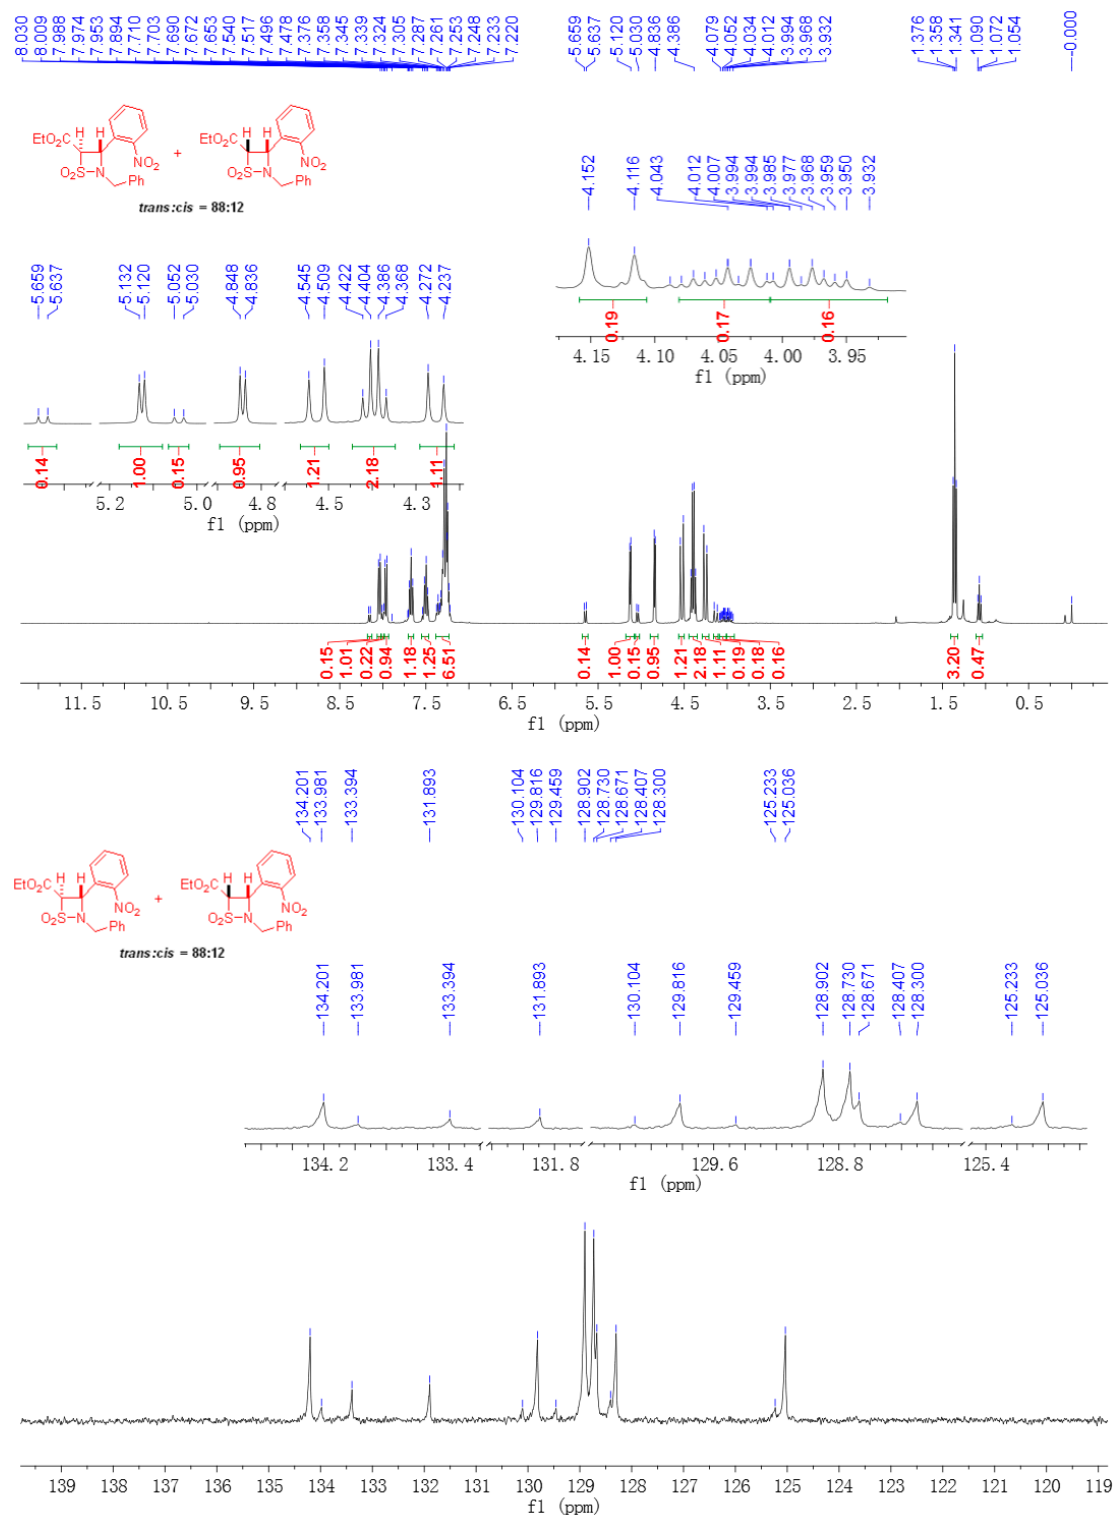 8.030 8.009 7.988 7.974 7.953 7.894 7.710 7.703 7.690 7.672 7.653 7.540 7.517 7.496 7.478 7.376 7.358 7.345 7.339 7.324 7.305 7.287 7.261 7.253 7.248 7.233 7.220 5.659 5.637 5.120 5.030 4.836 4.386 4.079 4.052 4.034 4.012 3.994 3.968 3.932 1.376 1.358 1.341 1.090 1.072 1.054 -0.000
EtO2C H H NO2 O2S N Ph + EtO2C H H NO2 O2S N Ph
trans:cis = 88:12
4.152 4.116 4.043 4.012 4.007 3.994 3.994 3.985 3.977 3.968 3.959 3.950 3.932
0.19 0.17 0.16
4.15 4.10 4.05 4.00 3.95
f1 (ppm)
5.659 5.637 5.132 5.120 5.052 5.030 4.848 4.836 4.545 4.509 4.422 4.404 4.386 4.368 4.272 4.237
0.14 1.00 0.15 0.95 1.21 2.18 1.11
5.2 5.0 4.8 4.5 4.3
f1 (ppm)
0.15 1.01 0.22 0.94 1.18 1.25 6.51 0.14 1.00 0.15 0.95 1.21 2.18 1.11 0.19 0.18 0.16 3.20 0.47
11.5 10.5 9.5 8.5 7.5 6.5 5.5 4.5 3.5 2.5 1.5 0.5
f1 (ppm)
134.201 133.981 133.394 131.893 130.104 129.816 129.459 128.902 128.730 128.671 128.407 128.300 125.233 125.036
EtO2C H H NO2 O2S N Ph + EtO2C H H NO2 O2S N Ph
trans:cis = 88:12
134.201 133.981 133.394 131.893 130.104 129.816 129.459 128.902 128.730 128.671 128.407 128.300 125.233 125.036
134.2 133.4 131.8 129.6 128.8 125.4
f1 (ppm)
139 138 137 136 135 134 133 132 131 130 129 128 127 126 125 124 123 122 121 120 119
f1 (ppm)